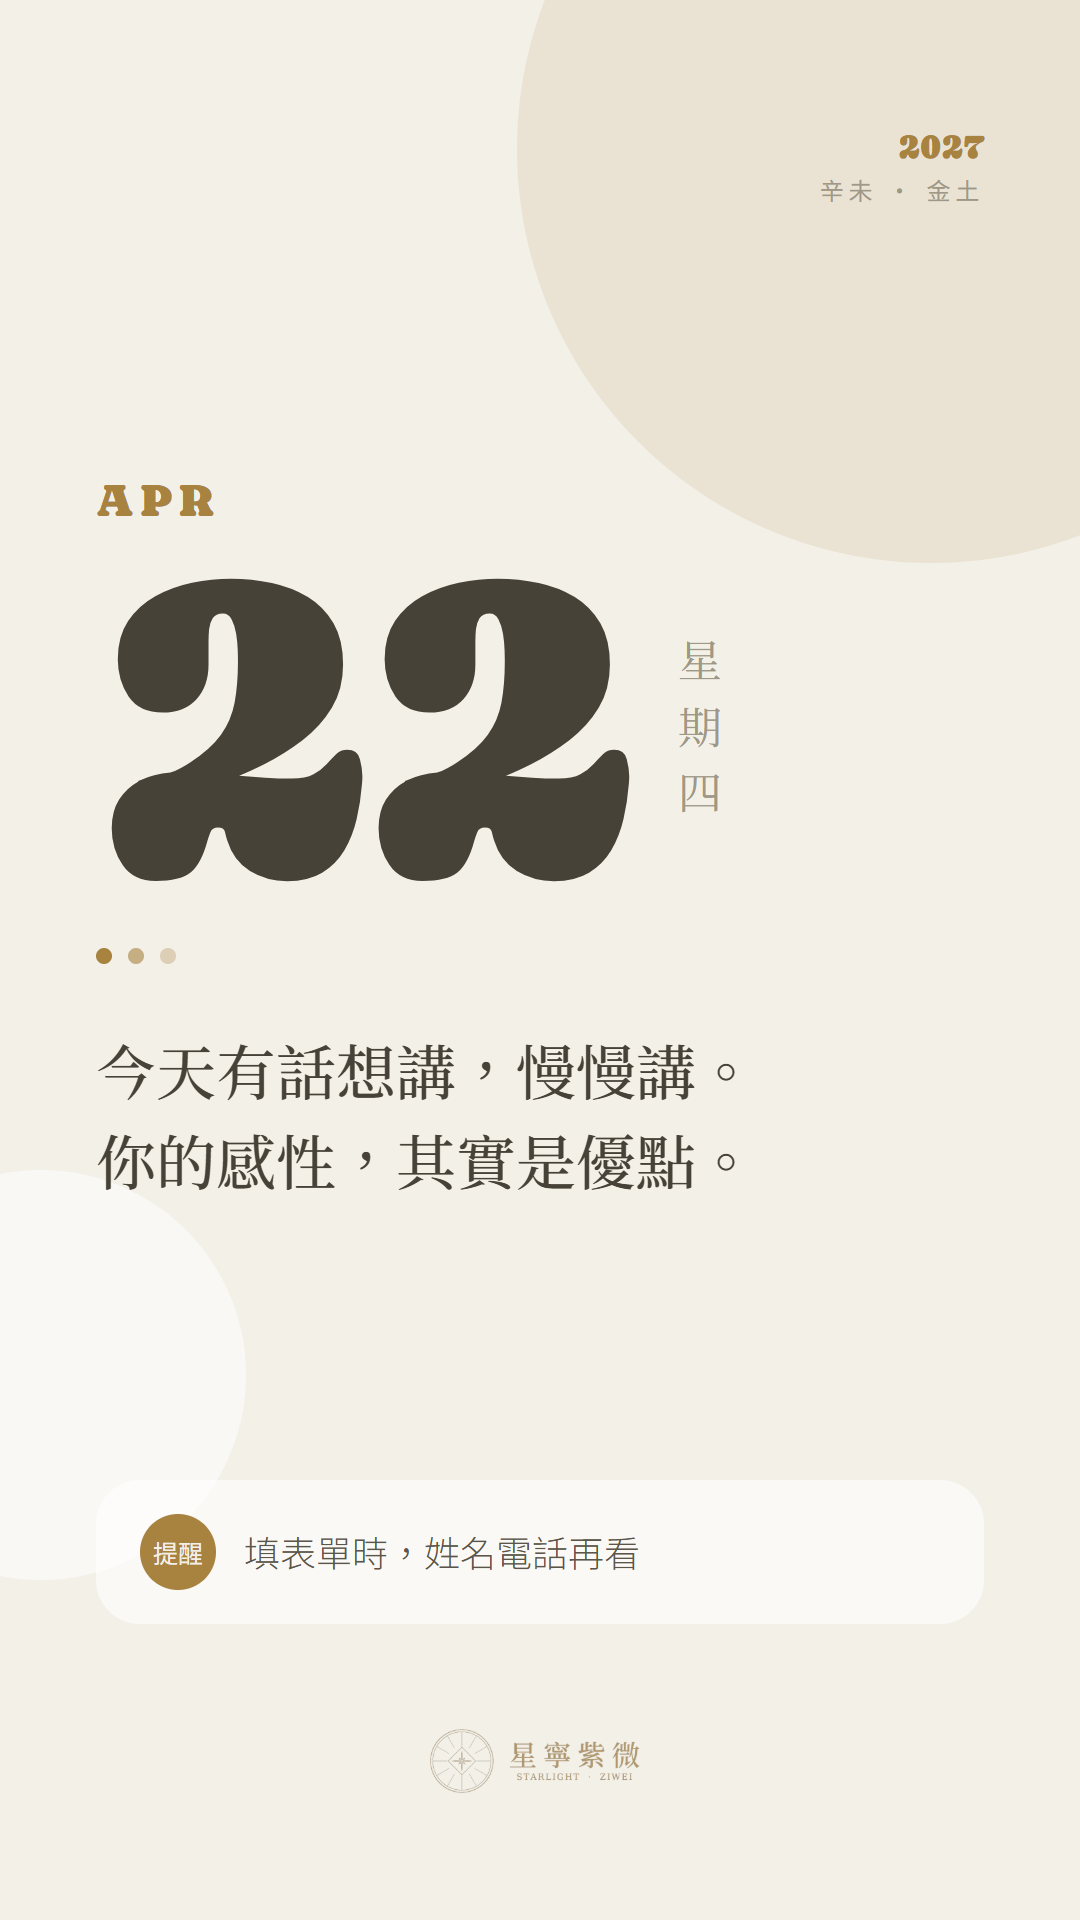 2027
辛未 · 金土
APR
22
星期四
今天有話想講，慢慢講。
你的感性，其實是優點。
提醒
填表單時，姓名電話再看
星寧紫微
STARLIGHT · ZIWEI